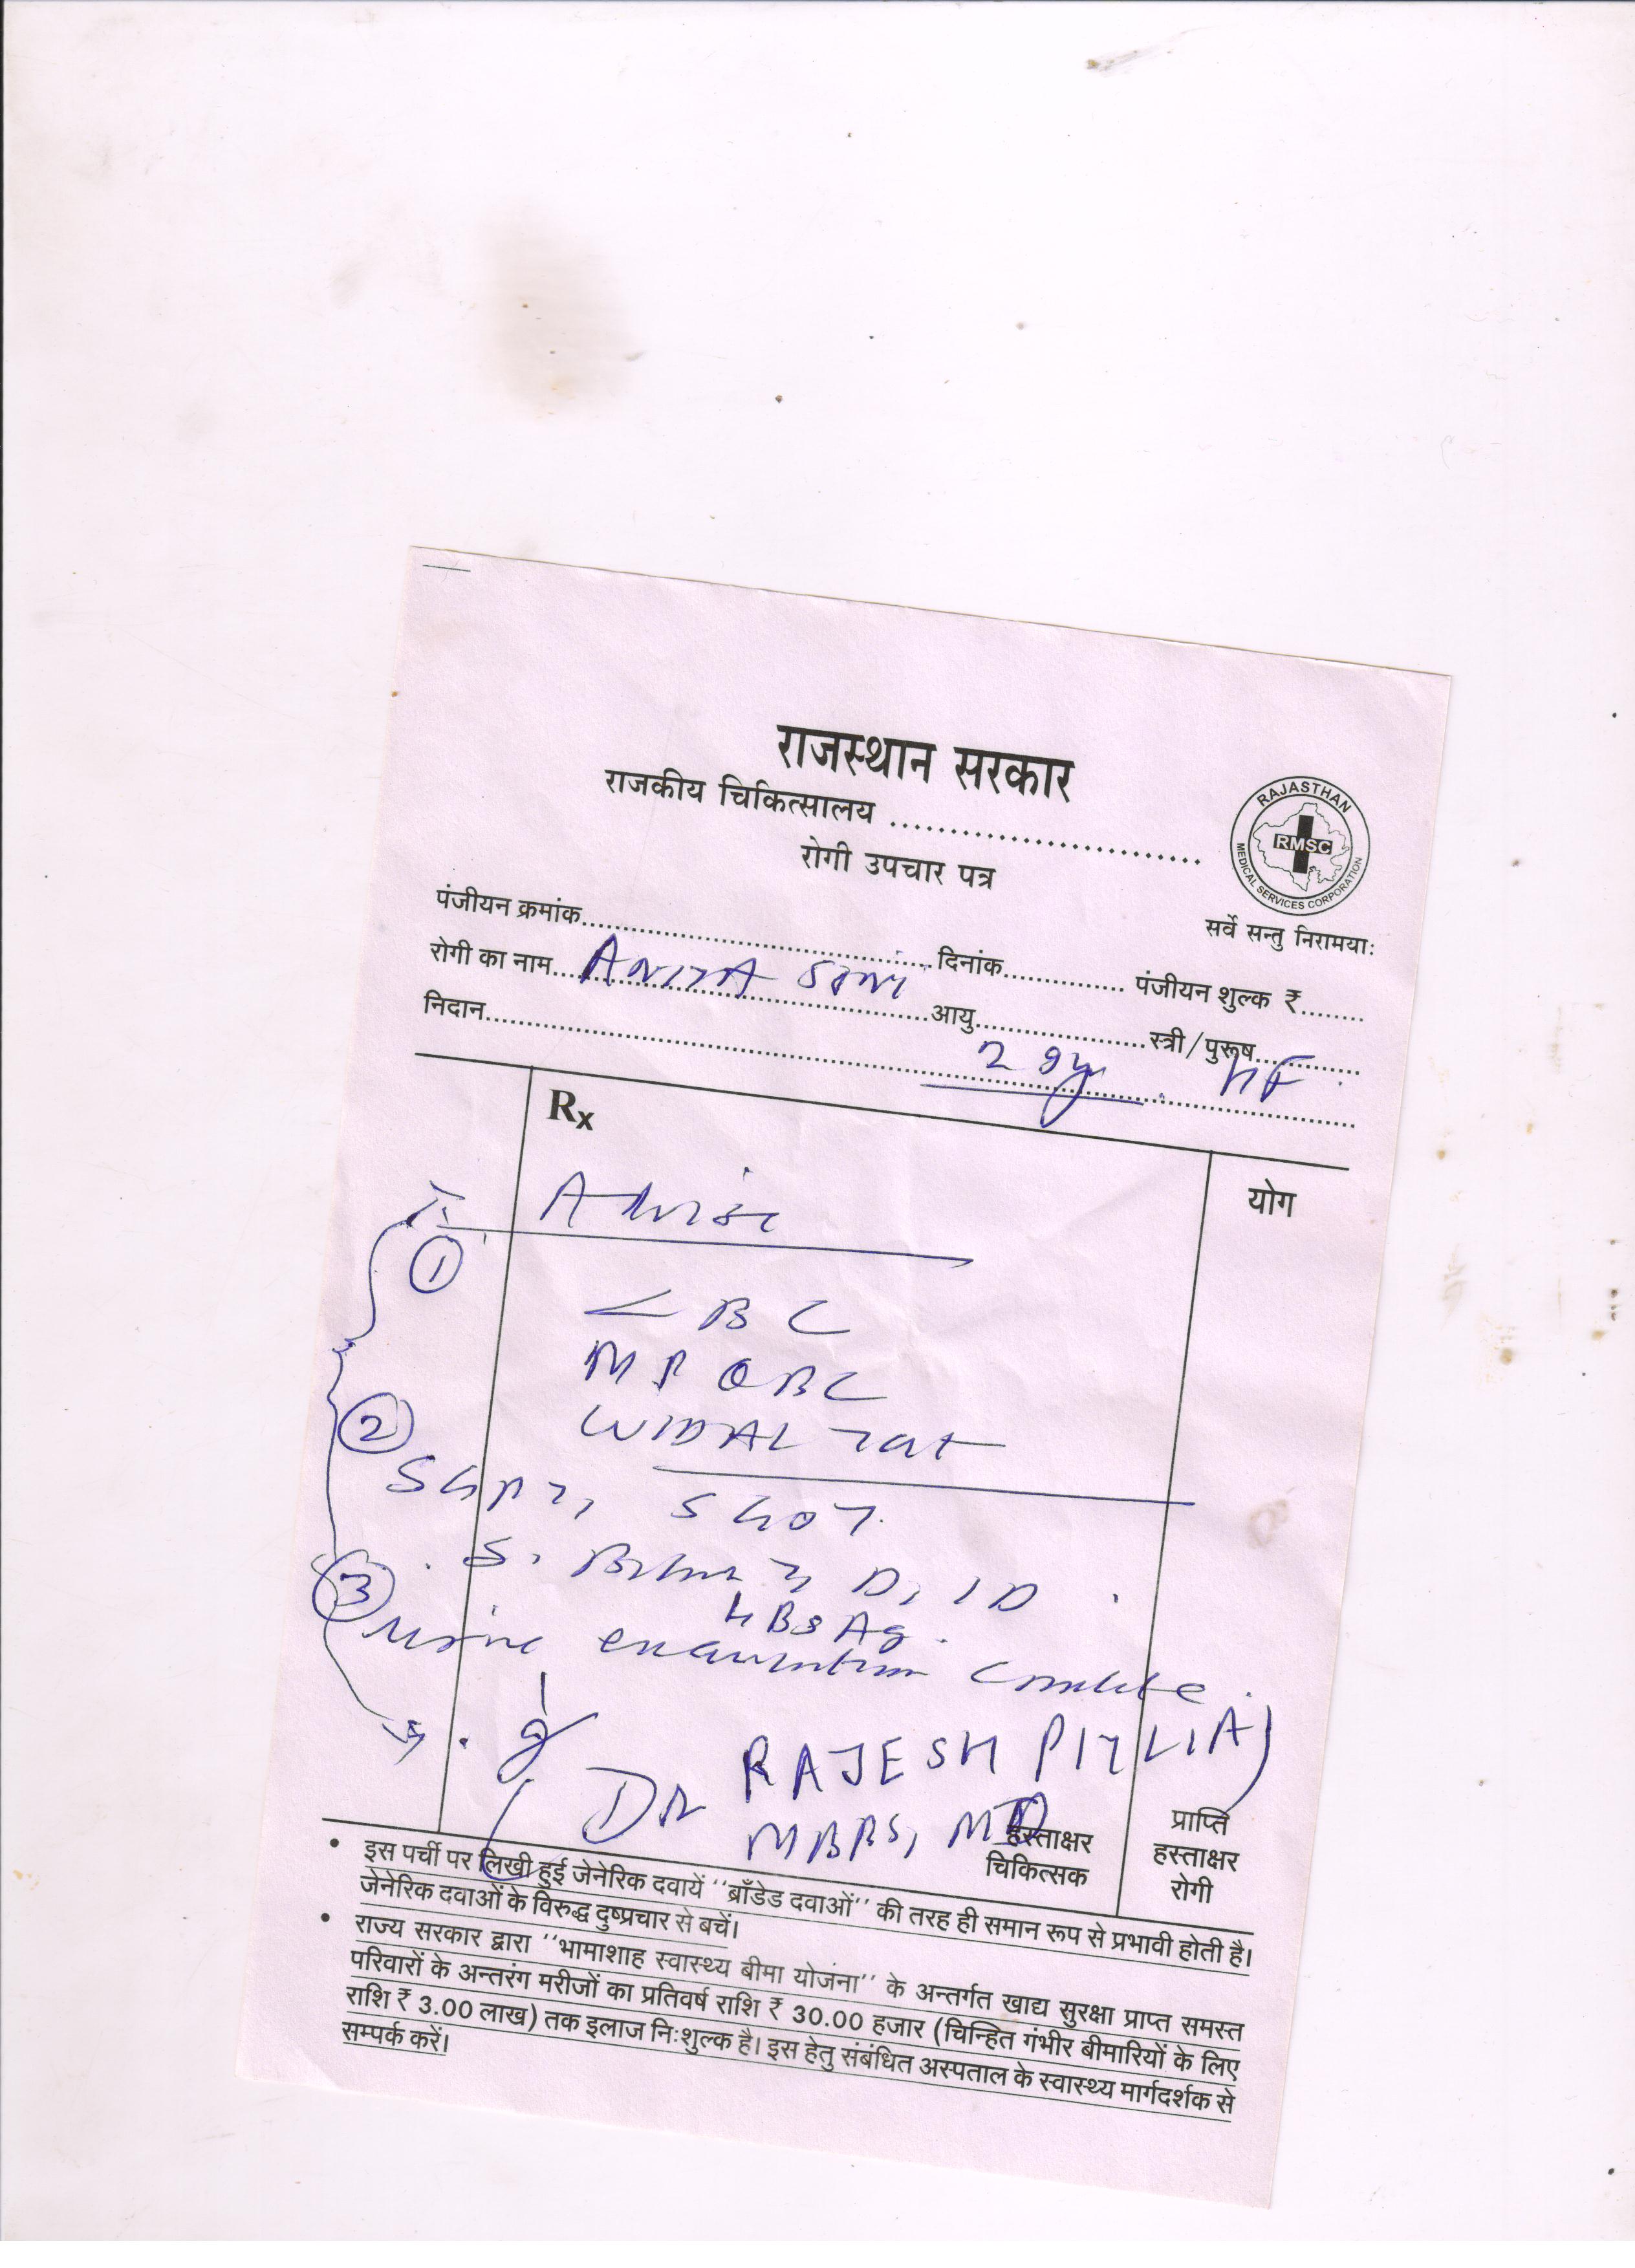 राजस्थान सरकार
राजकीय चिकित्सालय ..........................
रोगी उपचार पत्र
RAJASTHAN
RMSC
MEDICAL SERVICES CORPORATION
सर्वे सन्तु निरामयाः
पंजीयन क्रमांक.................... दिनांक............... पंजीयन शुल्क ₹........
रोगी का नाम... ANITA SONI ...आयु...............स्त्री/पुरूष............
निदान...............
Rx
योग
Advise
①
CBC
MP QBC
WIDAL Test
②
SGPT, SGOT.
S. D, ID
HBsAg.
③
Urine examination complete.
DR RAJESH
MBBS, MD
हस्ताक्षर
चिकित्सक
प्राप्ति
हस्ताक्षर
रोगी
• इस पर्ची पर लिखी हुई जेनेरिक दवायें ''ब्राँडेड दवाओं'' की तरह ही समान रूप से प्रभावी होती है।
जेनेरिक दवाओं के विरुद्ध दुष्प्रचार से बचें।
• राज्य सरकार द्वारा ''भामाशाह स्वास्थ्य बीमा योजना'' के अन्तर्गत खाद्य सुरक्षा प्राप्त समस्त
परिवारों के अन्तरंग मरीजों का प्रतिवर्ष राशि ₹ 30.00 हजार (चिन्हित गंभीर बीमारियों के लिए
राशि ₹ 3.00 लाख) तक इलाज निःशुल्क है। इस हेतु संबंधित अस्पताल के स्वास्थ्य मार्गदर्शक से
सम्पर्क करें।